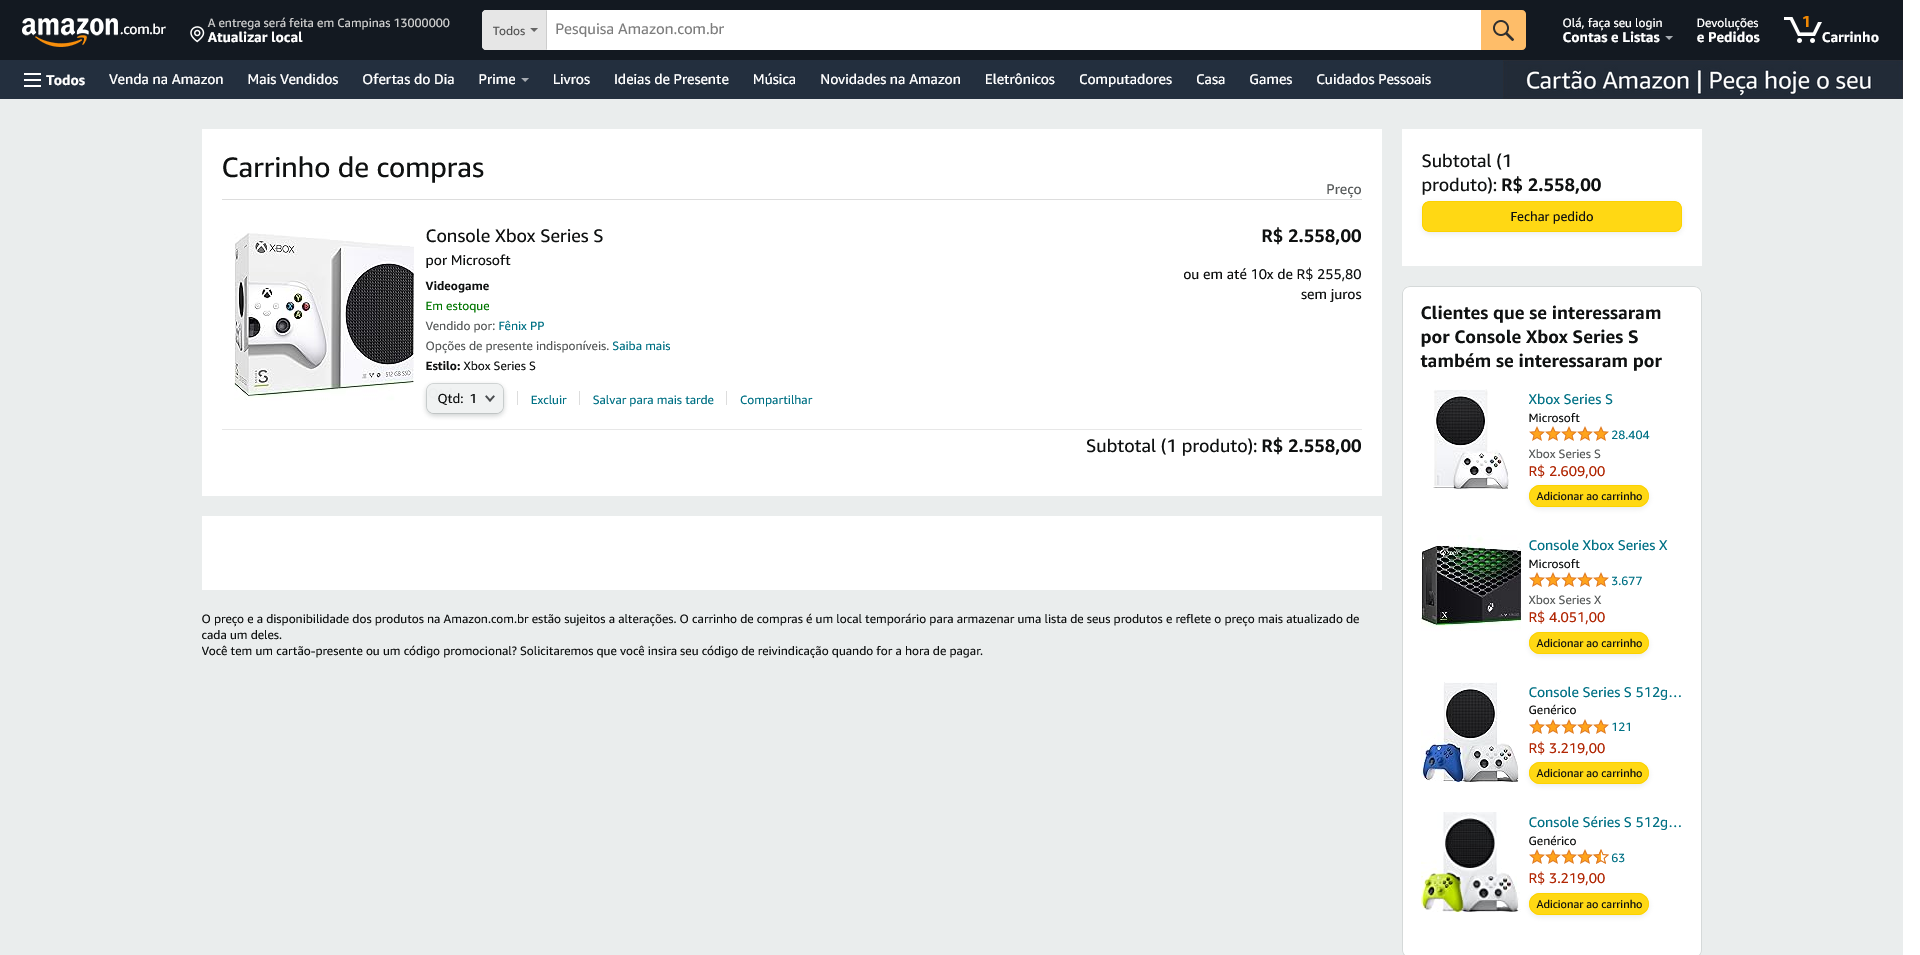 amazon.com.br
A entrega será feita em Campinas 13000000
Atualizar local
Todos
Pesquisa Amazon.com.br
Olá, faça seu login
Contas e Listas
Devoluções
e Pedidos
1
Carrinho
Todos
Venda na Amazon
Mais Vendidos
Ofertas do Dia
Prime
Livros
Ideias de Presente
Música
Novidades na Amazon
Eletrônicos
Computadores
Casa
Games
Cuidados Pessoais
Cartão Amazon | Peça hoje o seu
Carrinho de compras
Preço
XBOX
S
512 GB SSD
Console Xbox Series S
por Microsoft
Videogame
Em estoque
Vendido por: Fênix PP
Opções de presente indisponíveis. Saiba mais
Estilo: Xbox Series S
Qtd: 1
Excluir
Salvar para mais tarde
Compartilhar
R$ 2.558,00
ou em até 10x de R$ 255,80
sem juros
Subtotal (1 produto): R$ 2.558,00
O preço e a disponibilidade dos produtos na Amazon.com.br estão sujeitos a alterações. O carrinho de compras é um local temporário para armazenar uma lista de seus produtos e reflete o preço mais atualizado de
cada um deles.
Você tem um cartão-presente ou um código promocional? Solicitaremos que você insira seu código de reivindicação quando for a hora de pagar.
Subtotal (1
produto): R$ 2.558,00
Fechar pedido
Clientes que se interessaram
por Console Xbox Series S
também se interessaram por
Xbox Series S
Microsoft
28.404
Xbox Series S
R$ 2.609,00
Adicionar ao carrinho
Console Xbox Series X
Microsoft
3.677
Xbox Series X
R$ 4.051,00
Adicionar ao carrinho
Console Series S 512g...
Genérico
121
R$ 3.219,00
Adicionar ao carrinho
Console Séries S 512g...
Genérico
63
R$ 3.219,00
Adicionar ao carrinho